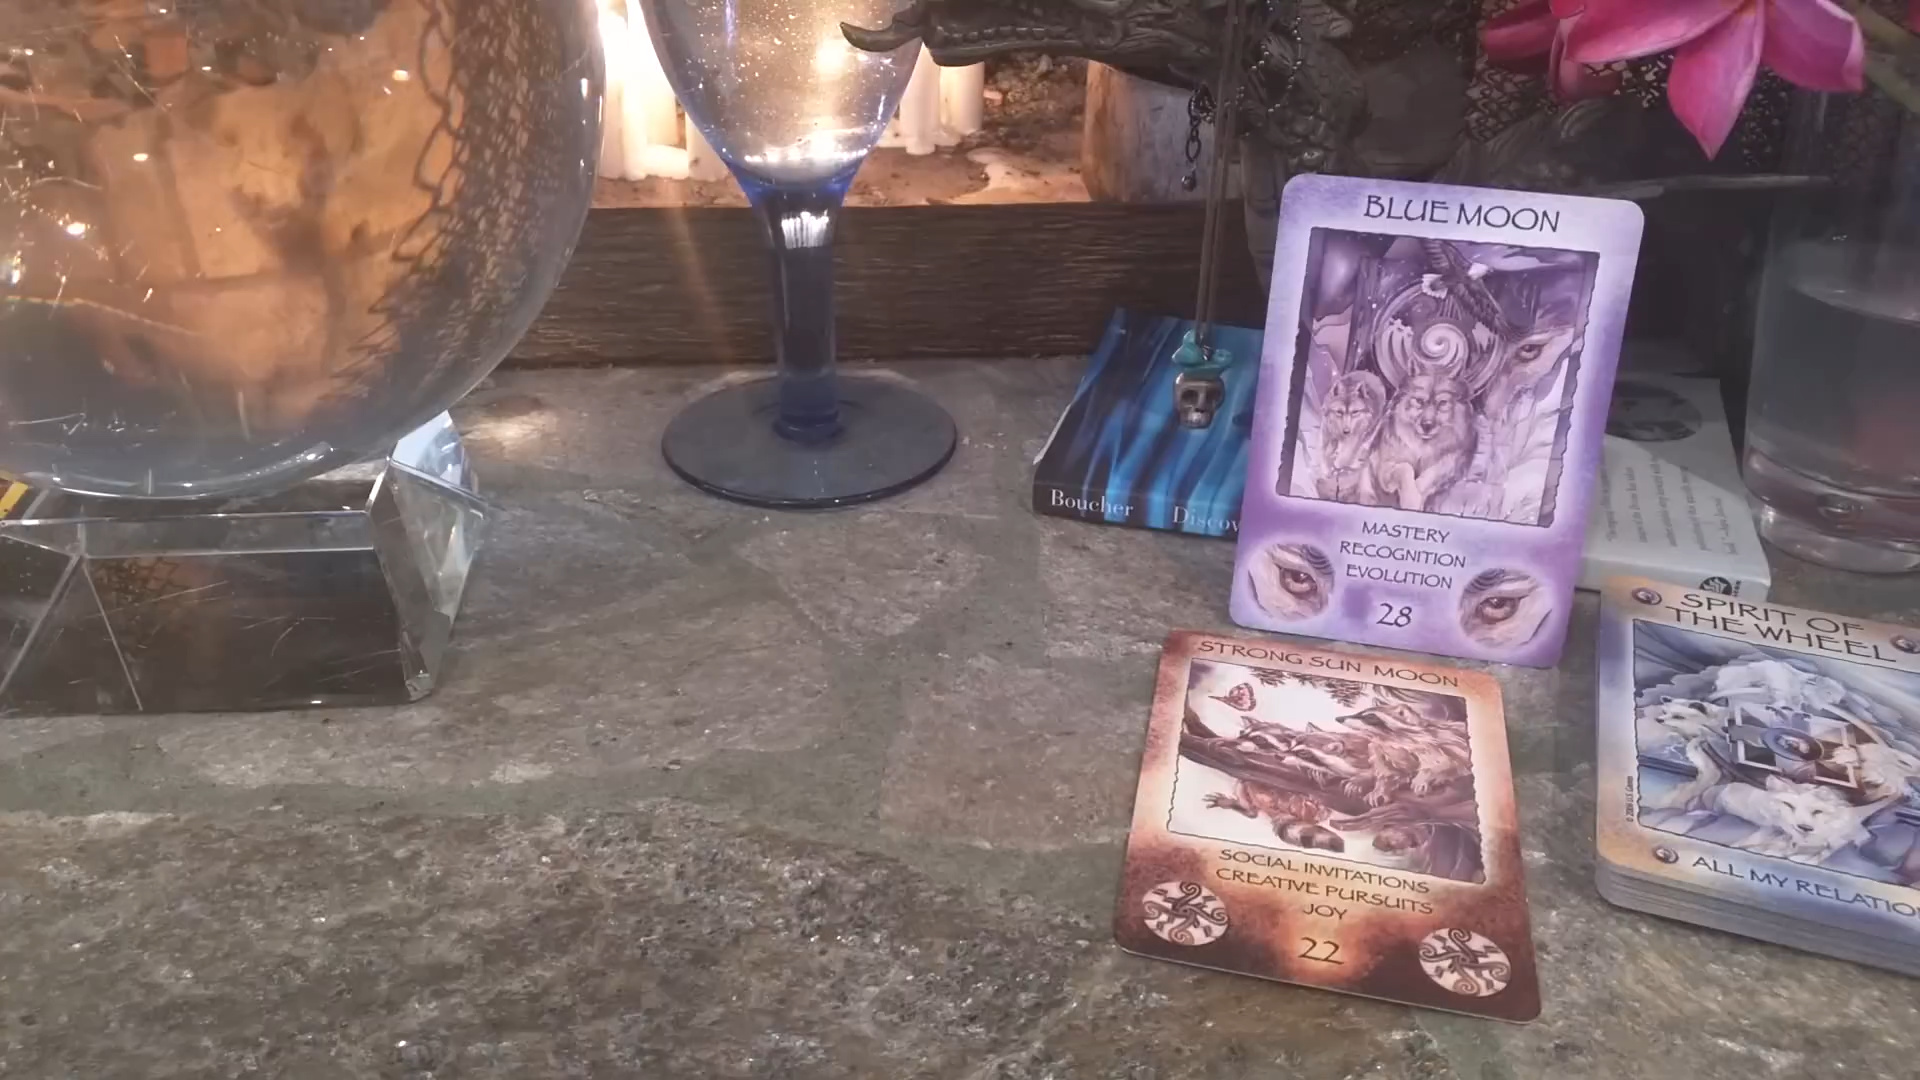 BLUE MOON
MASTERY
RECOGNITION
EVOLUTION
28
Boucher Discov
STRONG SUN MOON
SOCIAL INVITATIONS
CREATIVE PURSUITS
JOY
22
SPIRIT OF
THE WHEEL
ALL MY RELATIO